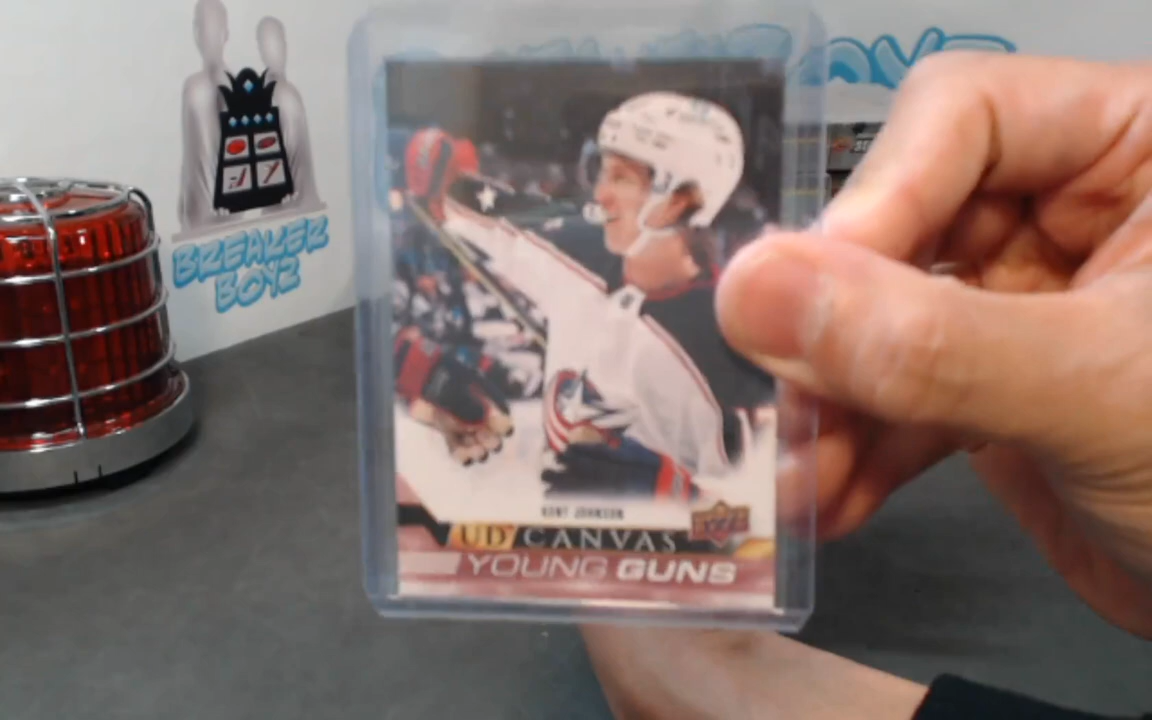 BREAKER
BOYZ
KENT JOHNSON
UD CANVAS
YOUNG GUNS